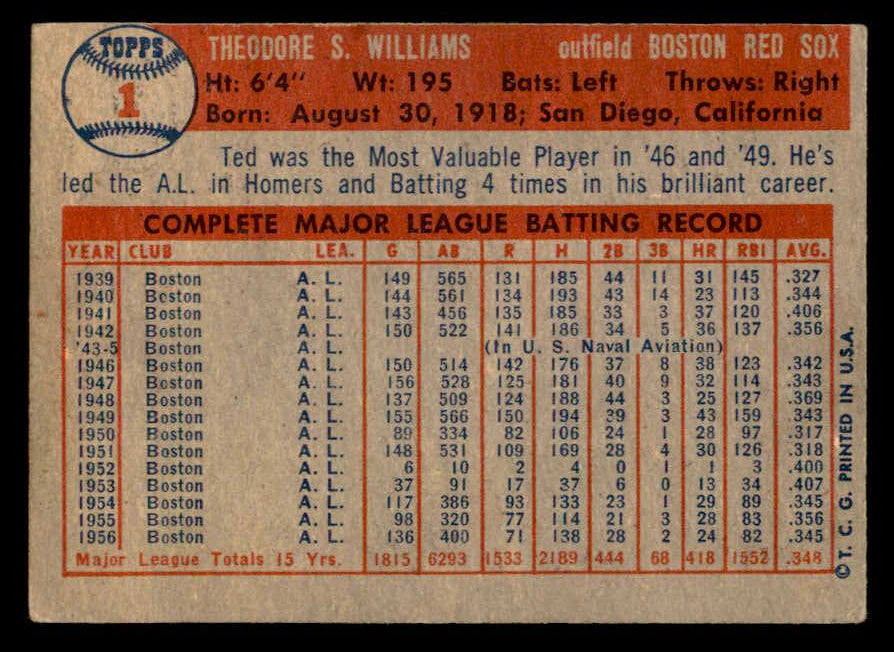 TOPPS
1
THEODORE S. WILLIAMS outfield BOSTON RED SOX
Ht: 6'4" Wt: 195 Bats: Left Throws: Right
Born: August 30, 1918; San Diego, California
Ted was the Most Valuable Player in '46 and '49. He's
led the A.L. in Homers and Batting 4 times in his brilliant career.
COMPLETE MAJOR LEAGUE BATTING RECORD
YEAR CLUB LEA. G AB R H 2B 3B HR RBI AVG.
1939 Boston A. L. 149 565 131 185 44 11 31 145 .327
1940 Boston A. L. 144 561 134 193 43 14 23 113 .344
1941 Boston A. L. 143 456 135 185 33 3 37 120 .406
1942 Boston A. L. 150 522 141 186 34 5 36 137 .356
'43-5 Boston A. L. (In U. S. Naval Aviation)
1946 Boston A. L. 150 514 142 176 37 8 38 123 .342
1947 Boston A. L. 156 528 125 181 40 9 32 114 .343
1948 Boston A. L. 137 509 124 188 44 3 25 127 .369
1949 Boston A. L. 155 566 150 194 39 3 43 159 .343
1950 Boston A. L. 89 334 82 106 24 1 28 97 .317
1951 Boston A. L. 148 531 109 169 28 4 30 126 .318
1952 Boston A. L. 6 10 2 4 0 1 1 3 .400
1953 Boston A. L. 37 91 17 37 6 0 13 34 .407
1954 Boston A. L. 117 386 93 133 23 1 29 89 .345
1955 Boston A. L. 98 320 77 114 21 3 28 83 .356
1956 Boston A. L. 136 400 71 138 28 2 24 82 .345
Major League Totals 15 Yrs. 1815 6293 1533 2189 444 68 418 1552 .348
© T. C. G. PRINTED IN U.S.A.